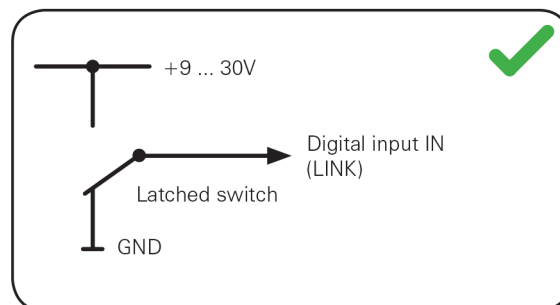 +9 ... 30V
Digital input IN
(LINK)
Latched switch
GND